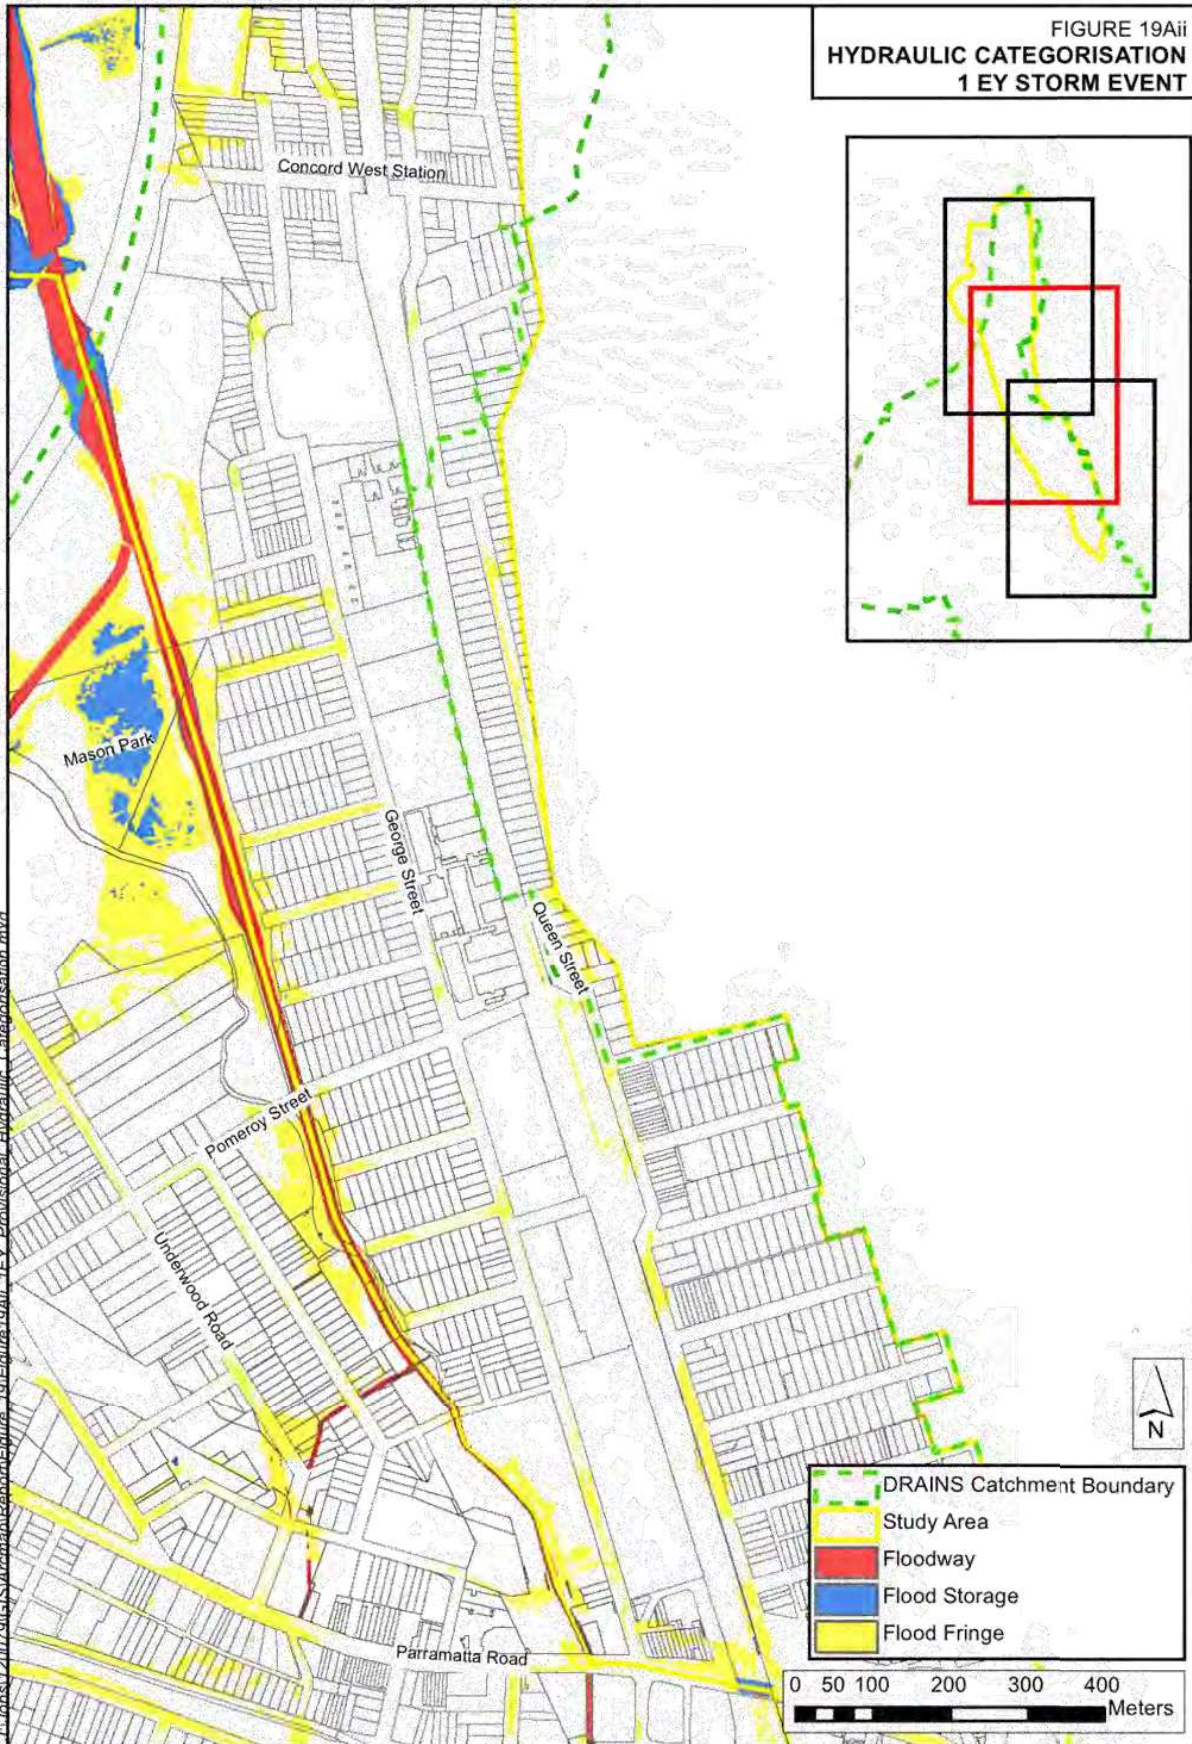 FIGURE 19Aii
HYDRAULIC CATEGORISATION
1 EY STORM EVENT
Concord West Station
Mason Park
George Street
Queen Street
Pomeroy Street
Underwood Road
Parramatta Road
N
DRAINS Catchment Boundary
Study Area
Floodway
Flood Storage
Flood Fringe
0 50 100 200 300 400
Meters